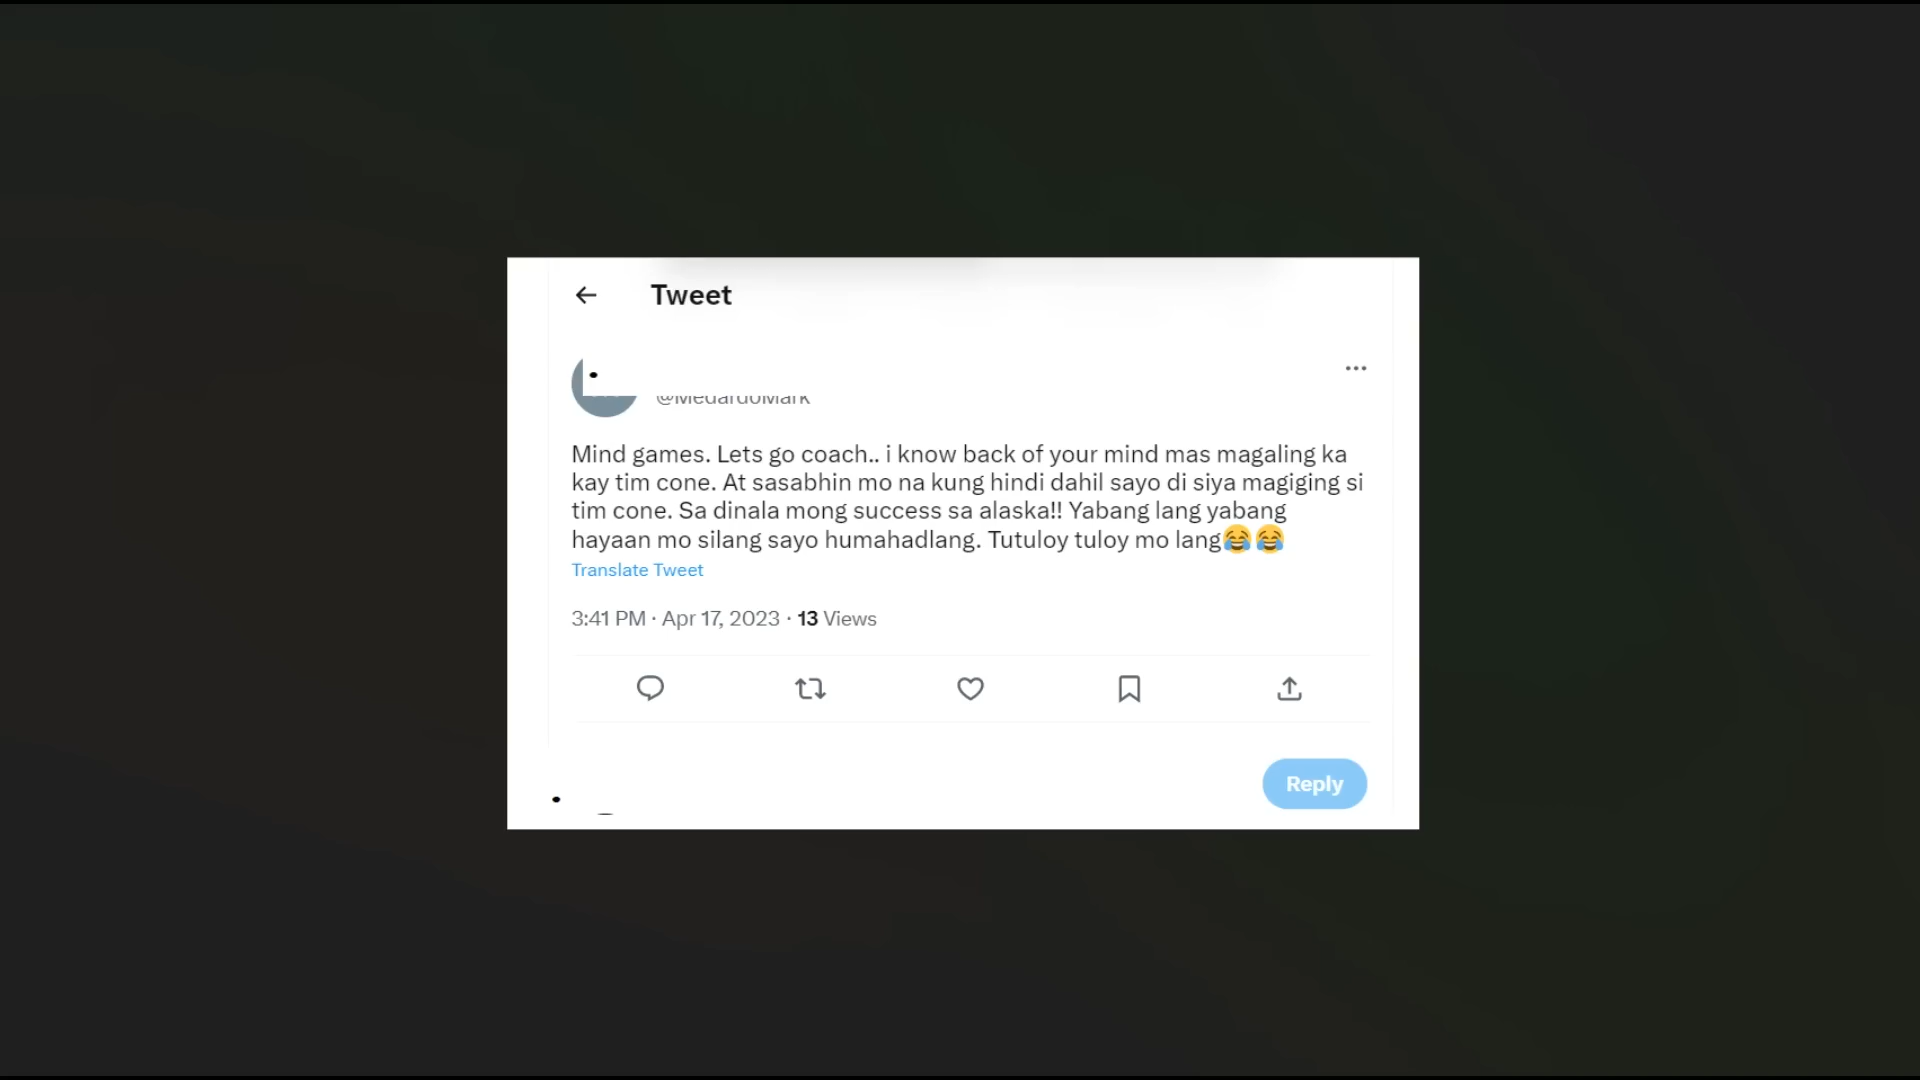 Tweet
@MedardoMark
Mind games. Lets go coach.. i know back of your mind mas magaling ka
kay tim cone. At sasabhin mo na kung hindi dahil sayo di siya magiging si
tim cone. Sa dinala mong success sa alaska!! Yabang lang yabang
hayaan mo silang sayo humahadlang. Tutuloy tuloy mo lang😂😂
Translate Tweet
3:41 PM · Apr 17, 2023 · 13 Views
Reply